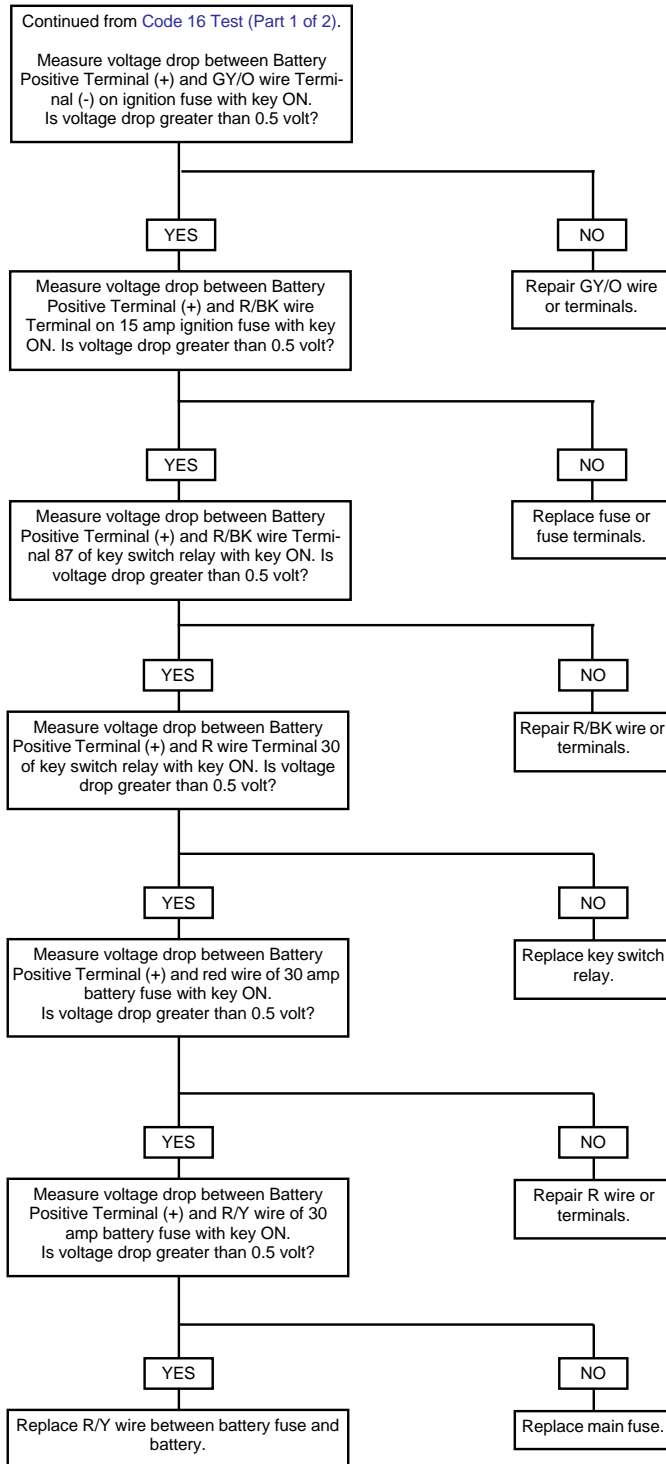 Continued from Code 16 Test (Part 1 of 2).
Measure voltage drop between Battery
Positive Terminal (+) and GY/O wire Termi-
nal (-) on ignition fuse with key ON.
Is voltage drop greater than 0.5 volt?
YES
NO
Measure voltage drop between Battery
Positive Terminal (+) and R/BK wire
Terminal on 15 amp ignition fuse with key
ON. Is voltage drop greater than 0.5 volt?
Repair GY/O wire
or terminals.
YES
NO
Measure voltage drop between Battery
Positive Terminal (+) and R/BK wire Termi-
nal 87 of key switch relay with key ON. Is
voltage drop greater than 0.5 volt?
Replace fuse or
fuse terminals.
YES
NO
Measure voltage drop between Battery
Positive Terminal (+) and R wire Terminal 30
of key switch relay with key ON. Is voltage
drop greater than 0.5 volt?
Repair R/BK wire or
terminals.
YES
NO
Measure voltage drop between Battery
Positive Terminal (+) and red wire of 30 amp
battery fuse with key ON.
Is voltage drop greater than 0.5 volt?
Replace key switch
relay.
YES
NO
Measure voltage drop between Battery
Positive Terminal (+) and R/Y wire of 30
amp battery fuse with key ON.
Is voltage drop greater than 0.5 volt?
Repair R wire or
terminals.
YES
NO
Replace R/Y wire between battery fuse and
battery.
Replace main fuse.